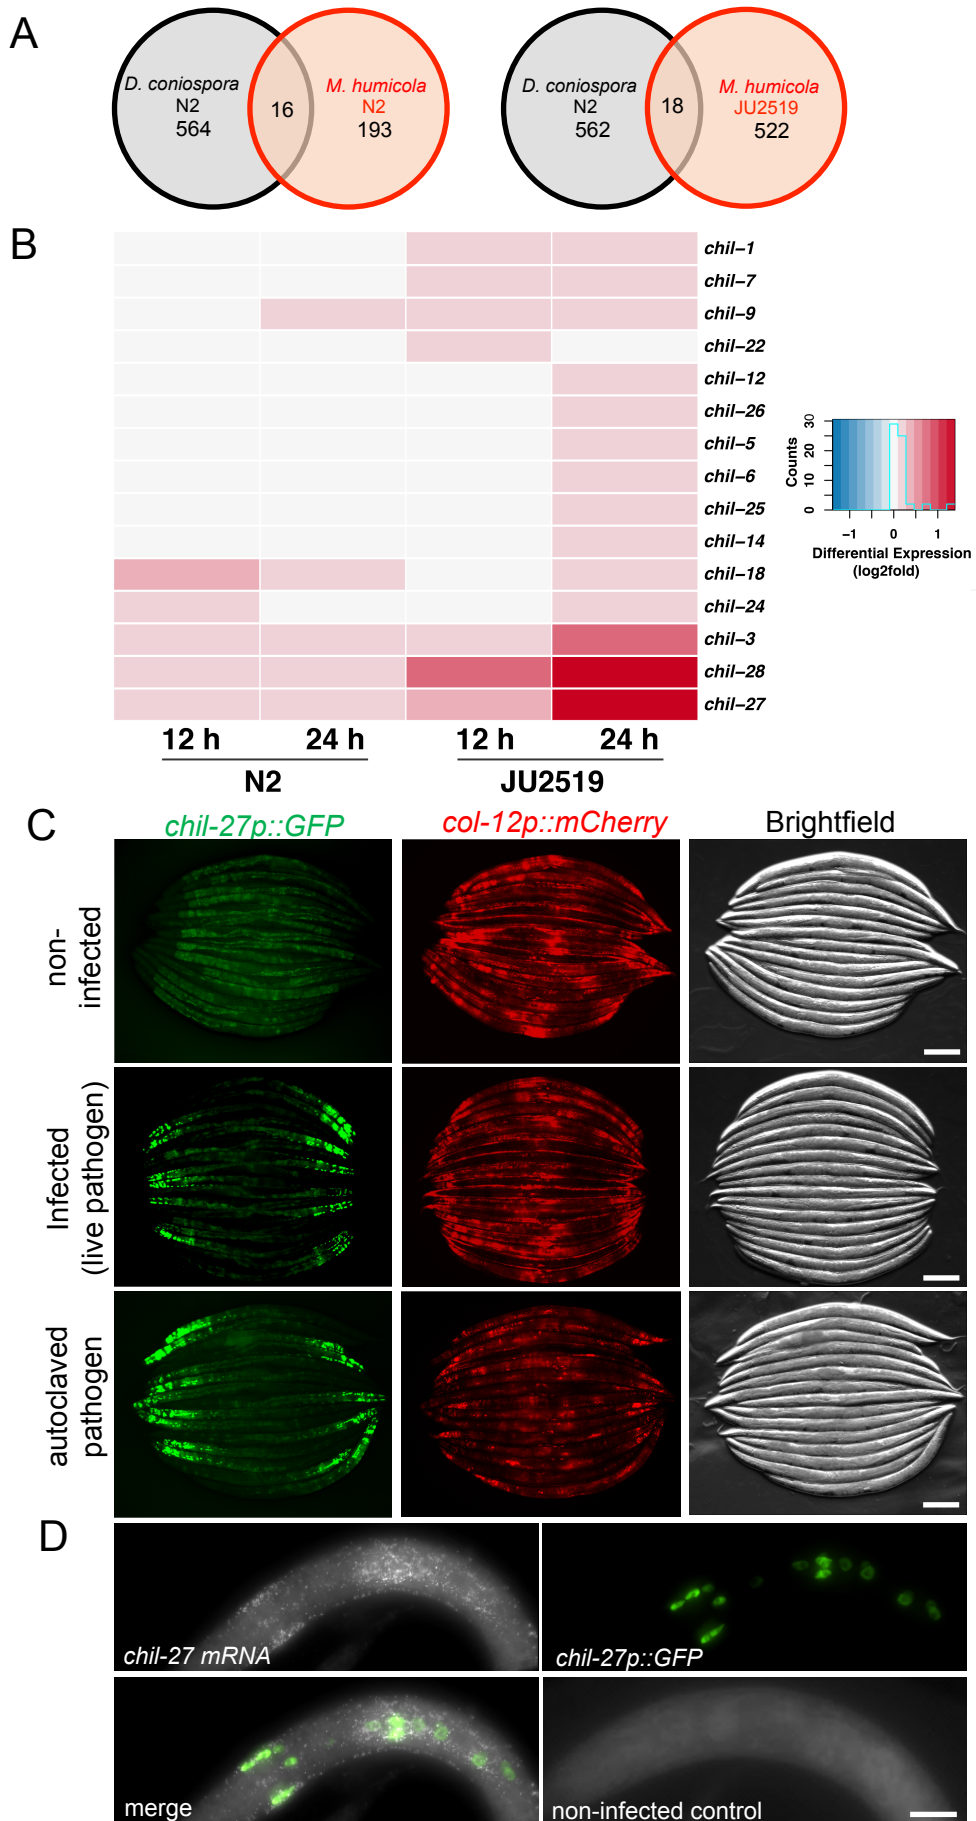 A
D. coniospora
N2
564
16
M. humicola
N2
193
D. coniospora
N2
562
18
M. humicola
JU2519
522
B
chil–1
chil–7
chil–9
chil–22
chil–12
chil–26
chil–5
chil–6
chil–25
chil–14
chil–18
chil–24
chil–3
chil–28
chil–27
12 h 24 h 12 h 24 h
N2 JU2519
Counts
0 10 20 30
−1 0 1
Differential Expression
(log2fold)
C
chil-27p::GFP col-12p::mCherry Brightfield
non-
infected
Infected
(live pathogen)
autoclaved
pathogen
D
chil-27 mRNA
chil-27p::GFP
merge
non-infected control